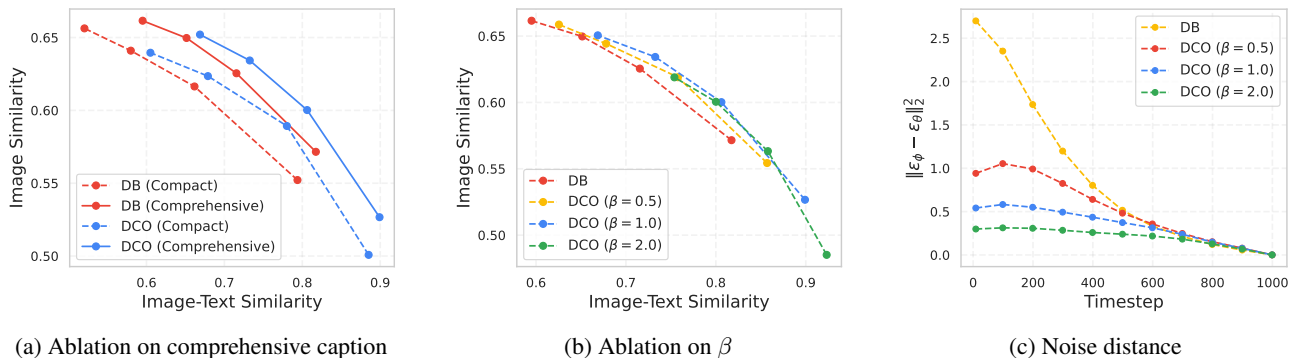 Image Similarity
0.65
0.60
0.55
0.50
0.6
0.7
0.8
0.9
Image-Text Similarity
DB (Compact)
DB (Comprehensive)
DCO (Compact)
DCO (Comprehensive)
(a) Ablation on comprehensive caption
Image Similarity
0.65
0.60
0.55
0.50
0.6
0.7
0.8
0.9
Image-Text Similarity
DB
DCO (β = 0.5)
DCO (β = 1.0)
DCO (β = 2.0)
(b) Ablation on β
‖ε_ϕ − ε_θ‖₂²
2.5
2.0
1.5
1.0
0.5
0.0
0
200
400
600
800
1000
Timestep
DB
DCO (β = 0.5)
DCO (β = 1.0)
DCO (β = 2.0)
(c) Noise distance